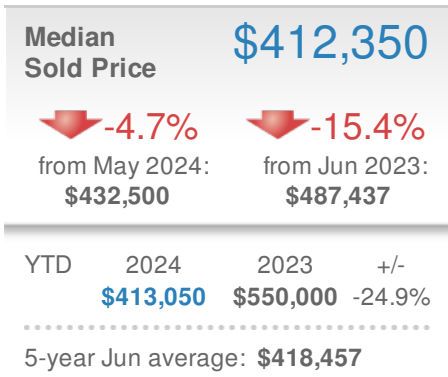 Median $412,350
Sold Price
-4.7% -15.4%
from May 2024: from Jun 2023:
$432,500 $487,437
YTD 2024 2023 +/-
$413,050 $550,000 -24.9%
5-year Jun average: $418,457